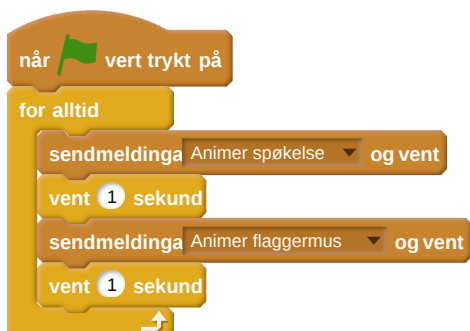 når vert trykt på
for alltid
sendmeldinga Animer spøkelse og vent
vent 1 sekund
sendmeldinga Animer flaggermus og vent
vent 1 sekund